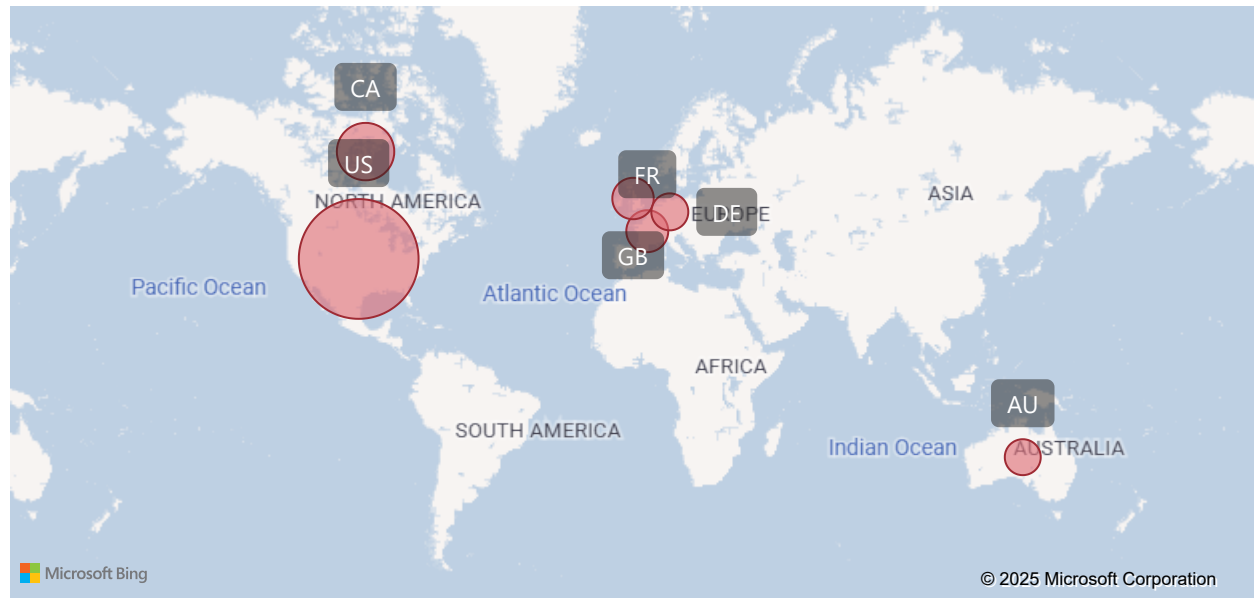 CA
US
NORTH AMERICA
FR
DE
EUROPE
ASIA
GB
Pacific Ocean
Atlantic Ocean
AFRICA
AU
SOUTH AMERICA
Indian Ocean
AUSTRALIA
Microsoft Bing
© 2025 Microsoft Corporation